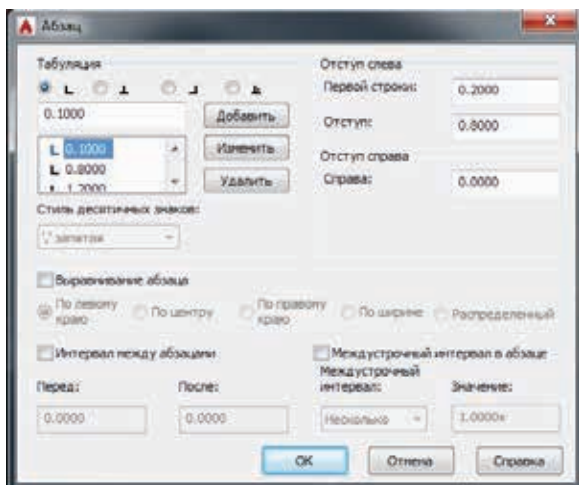 Абзац
Табуляция
0.1000
Добавить
0.1000
0.8000
1.2000
Изменить
Удалить
Стиль десятичных знаков:
',' запятая
Отступ слева
Первой строки:
0.2000
Отступ:
0.8000
Отступ справа
Справа:
0.0000
Выравнивание абзаца
По левому краю
По центру
По правому краю
По ширине
Распределенный
Интервал между абзацами
Перед:
После:
0.0000
0.0000
Междустрочный интервал в абзаце
Междустрочный интервал:
Значение:
Несколько
1.0000x
ОК
Отмена
Справка